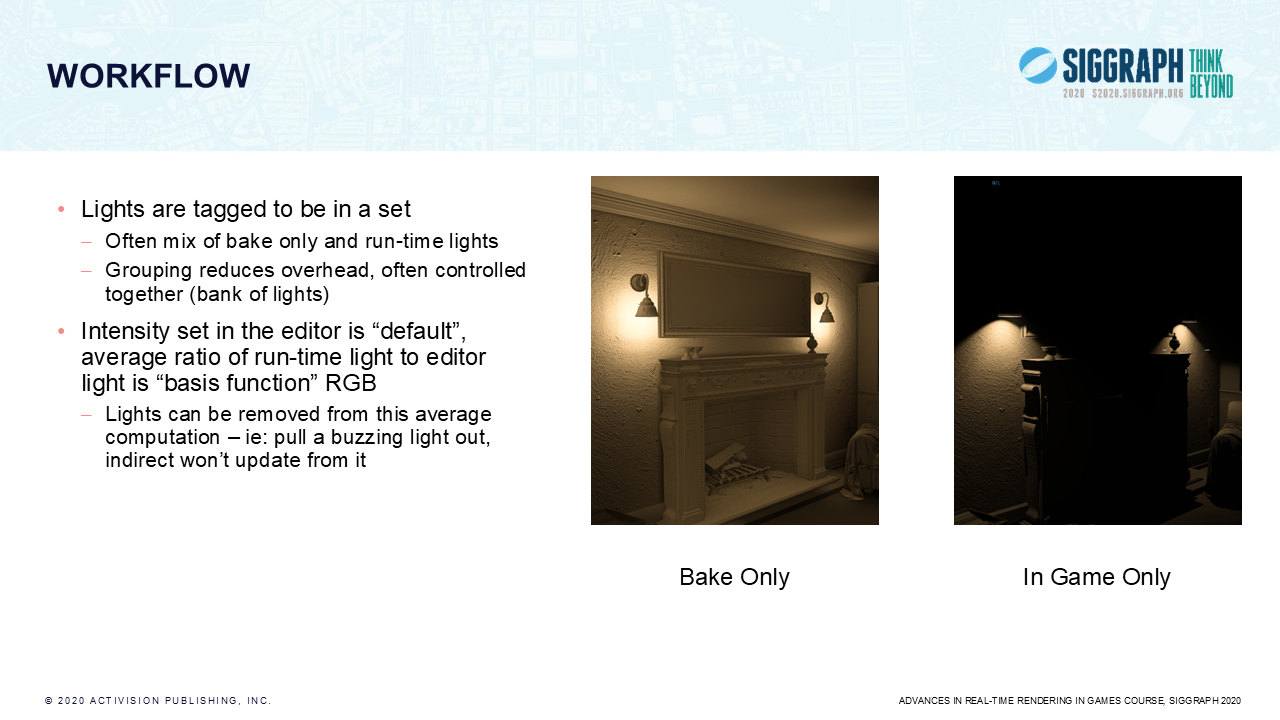 WORKFLOW
SIGGRAPH THINK BEYOND
2020 S2020.SIGGRAPH.ORG
• Lights are tagged to be in a set
– Often mix of bake only and run-time lights
– Grouping reduces overhead, often controlled
together (bank of lights)
• Intensity set in the editor is “default”,
average ratio of run-time light to editor
light is “basis function” RGB
– Lights can be removed from this average
computation – ie: pull a buzzing light out,
indirect won’t update from it
Bake Only
In Game Only
© 2020 ACTIVISION PUBLISHING, INC.
ADVANCES IN REAL-TIME RENDERING IN GAMES COURSE, SIGGRAPH 2020